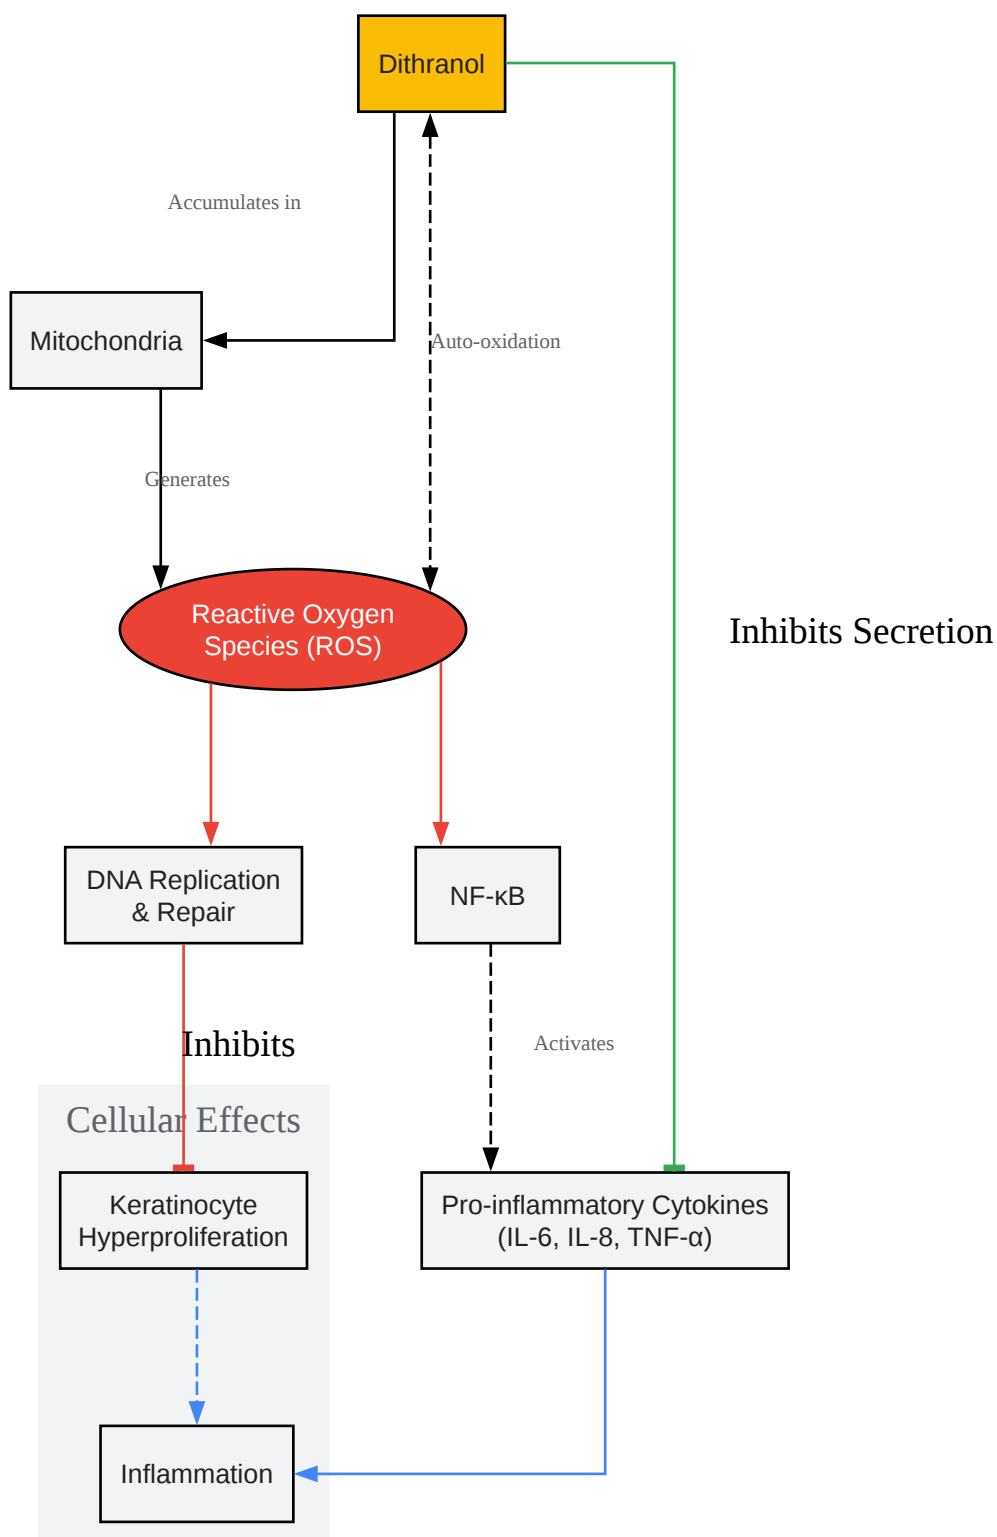 Dithranol
Accumulates in
Mitochondria
Auto-oxidation
Generates
Reactive Oxygen
Species (ROS)
Inhibits Secretion
DNA Replication
& Repair
NF-κB
Inhibits
Activates
Cellular Effects
Keratinocyte
Hyperproliferation
Pro-inflammatory Cytokines
(IL-6, IL-8, TNF-α)
Inflammation